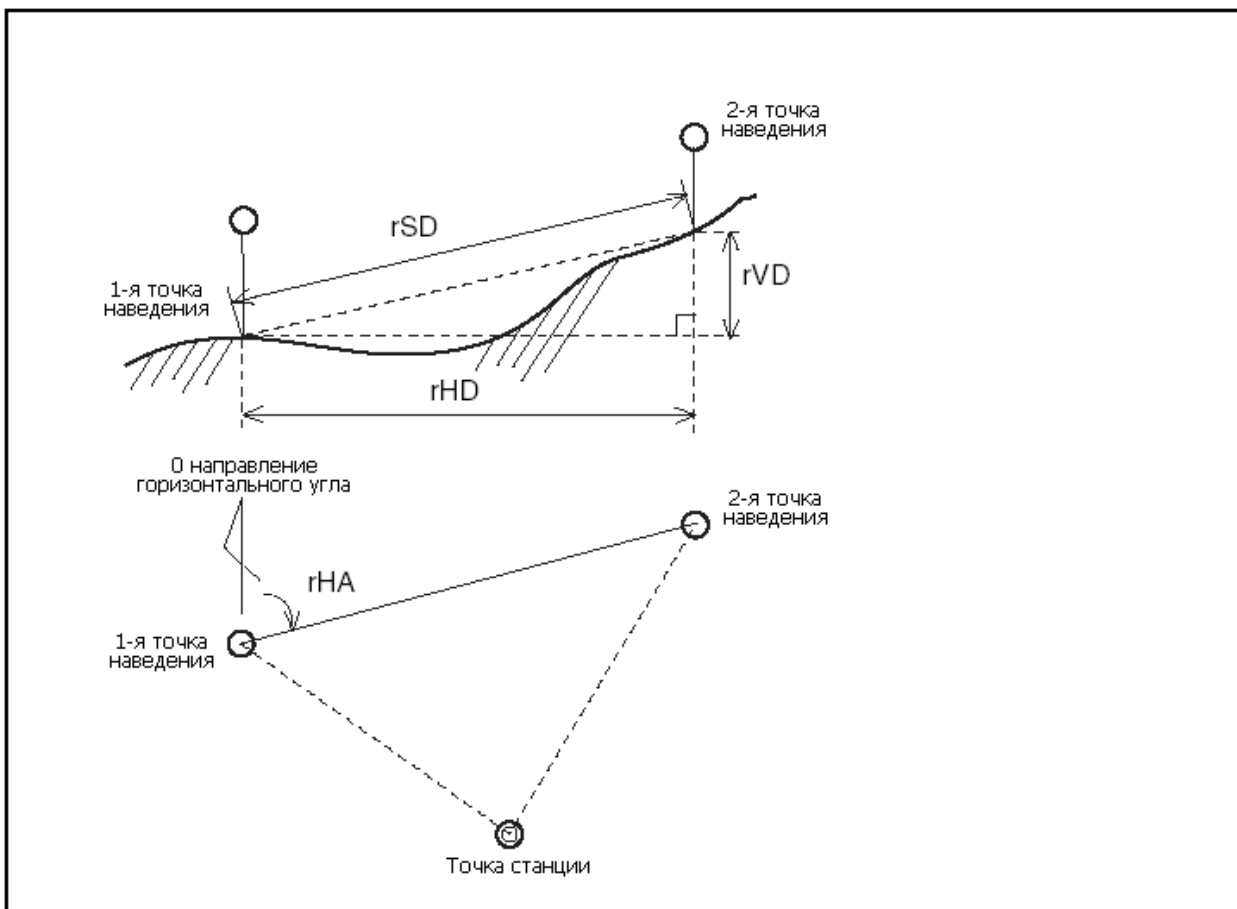 2-я точка
наведения
rSD
rVD
1-я точка
наведения
rHD
0 направление
горизонтального угла
2-я точка
наведения
rHA
1-я точка
наведения
Точка станции